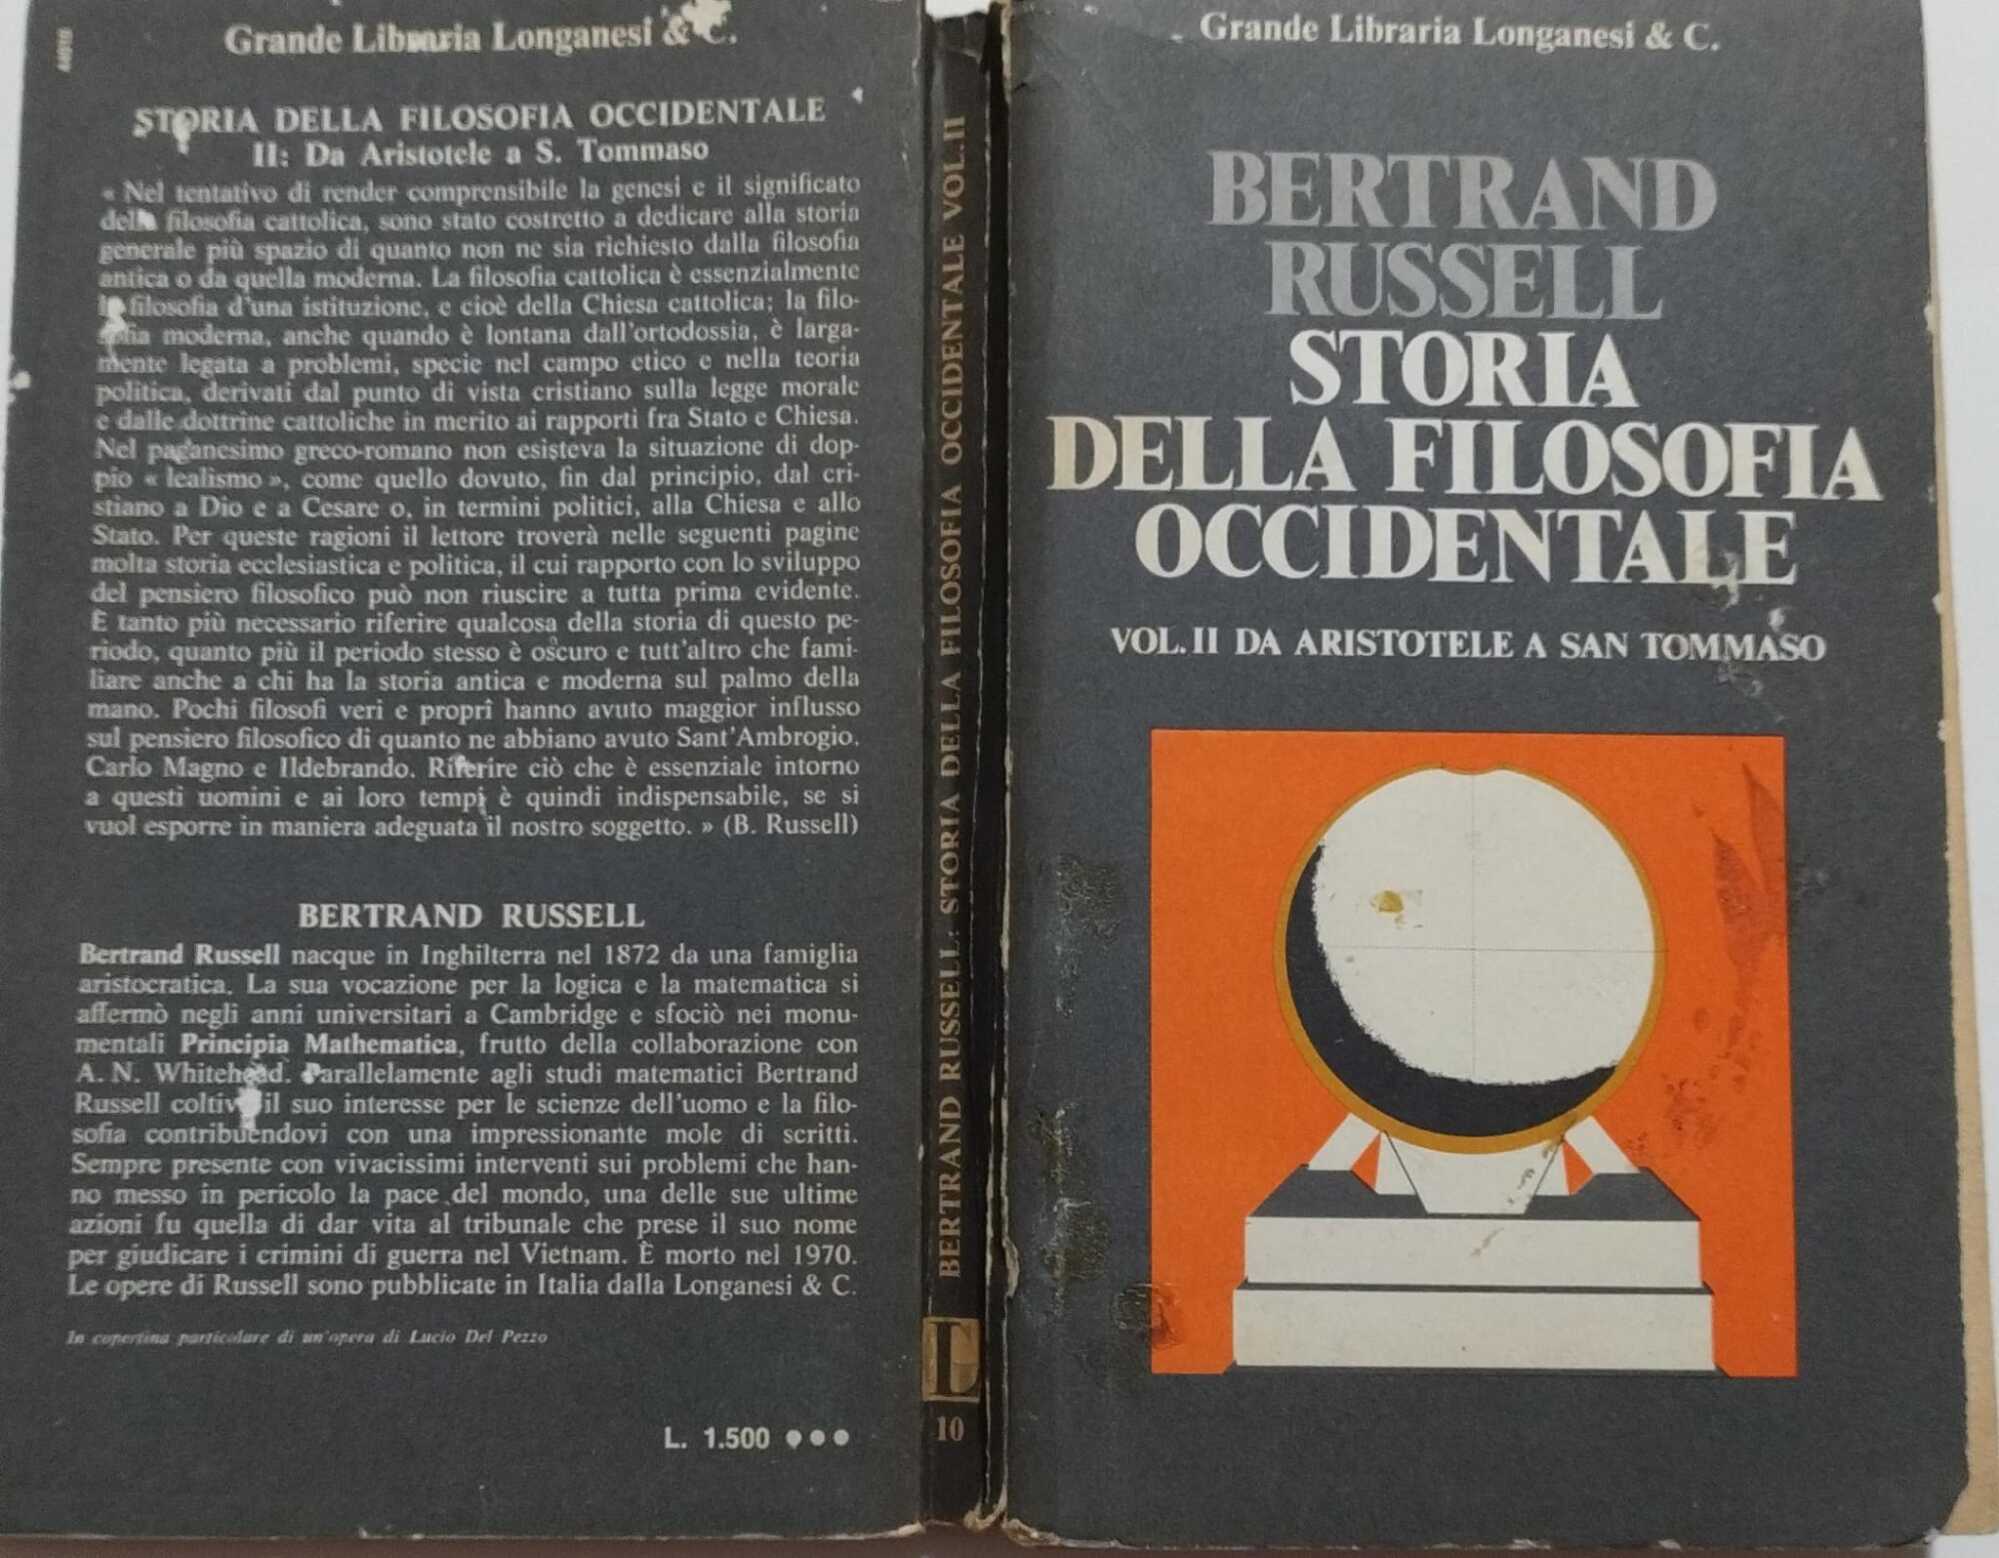 44016
Grande Libraria Longanesi & C.
STORIA DELLA FILOSOFIA OCCIDENTALE
II: Da Aristotele a S. Tommaso
« Nel tentativo di render comprensibile la genesi e il significato
della filosofia cattolica, sono stato costretto a dedicare alla storia
generale più spazio di quanto non ne sia richiesto dalla filosofia
antica o da quella moderna. La filosofia cattolica è essenzialmente
la filosofia d'una istituzione, e cioè della Chiesa cattolica; la filo-
sofia moderna, anche quando è lontana dall'ortodossia, è larga-
mente legata a problemi, specie nel campo etico e nella teoria
politica, derivati dal punto di vista cristiano sulla legge morale
e dalle dottrine cattoliche in merito ai rapporti fra Stato e Chiesa.
Nel paganesimo greco-romano non esisteva la situazione di dop-
pio « lealismo », come quello dovuto, fin dal principio, dal cri-
stiano a Dio e a Cesare o, in termini politici, alla Chiesa e allo
Stato. Per queste ragioni il lettore troverà nelle seguenti pagine
molta storia ecclesiastica e politica, il cui rapporto con lo sviluppo
del pensiero filosofico può non riuscire a tutta prima evidente.
È tanto più necessario riferire qualcosa della storia di questo pe-
riodo, quanto più il periodo stesso è oscuro e tutt'altro che fami-
liare anche a chi ha la storia antica e moderna sul palmo della
mano. Pochi filosofi veri e propri hanno avuto maggior influsso
sul pensiero filosofico di quanto ne abbiano avuto Sant'Ambrogio,
Carlo Magno e Ildebrando. Riferire ciò che è essenziale intorno
a questi uomini e ai loro tempi è quindi indispensabile, se si
vuol esporre in maniera adeguata il nostro soggetto. » (B. Russell)
BERTRAND RUSSELL
Bertrand Russell nacque in Inghilterra nel 1872 da una famiglia
aristocratica. La sua vocazione per la logica e la matematica si
affermò negli anni universitari a Cambridge e sfociò nei monu-
mentali Principia Mathematica, frutto della collaborazione con
A. N. Whitehead. Parallelamente agli studi matematici Bertrand
Russell coltivò il suo interesse per le scienze dell'uomo e la filo-
sofia contribuendovi con una impressionante mole di scritti.
Sempre presente con vivacissimi interventi sui problemi che han-
no messo in pericolo la pace del mondo, una delle sue ultime
azioni fu quella di dar vita al tribunale che prese il suo nome
per giudicare i crimini di guerra nel Vietnam. È morto nel 1970.
Le opere di Russell sono pubblicate in Italia dalla Longanesi & C.
In copertina particolare di un'opera di Lucio Del Pezzo
L. 1.500 •••
BERTRAND RUSSELL: STORIA DELLA FILOSOFIA OCCIDENTALE VOL.II
L
10
Grande Libraria Longanesi & C.
BERTRAND
RUSSELL
STORIA
DELLA FILOSOFIA
OCCIDENTALE
VOL. II DA ARISTOTELE A SAN TOMMASO